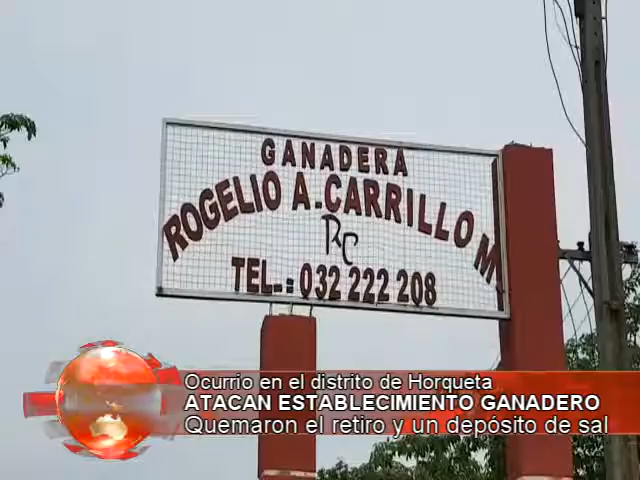 GANADERA
ROGELIO A. CARRILLO M.
RC
TEL.: 032 222 208
Ocurrio en el distrito de Horqueta
ATACAN ESTABLECIMIENTO GANADERO
Quemaron el retiro y un depósito de sal